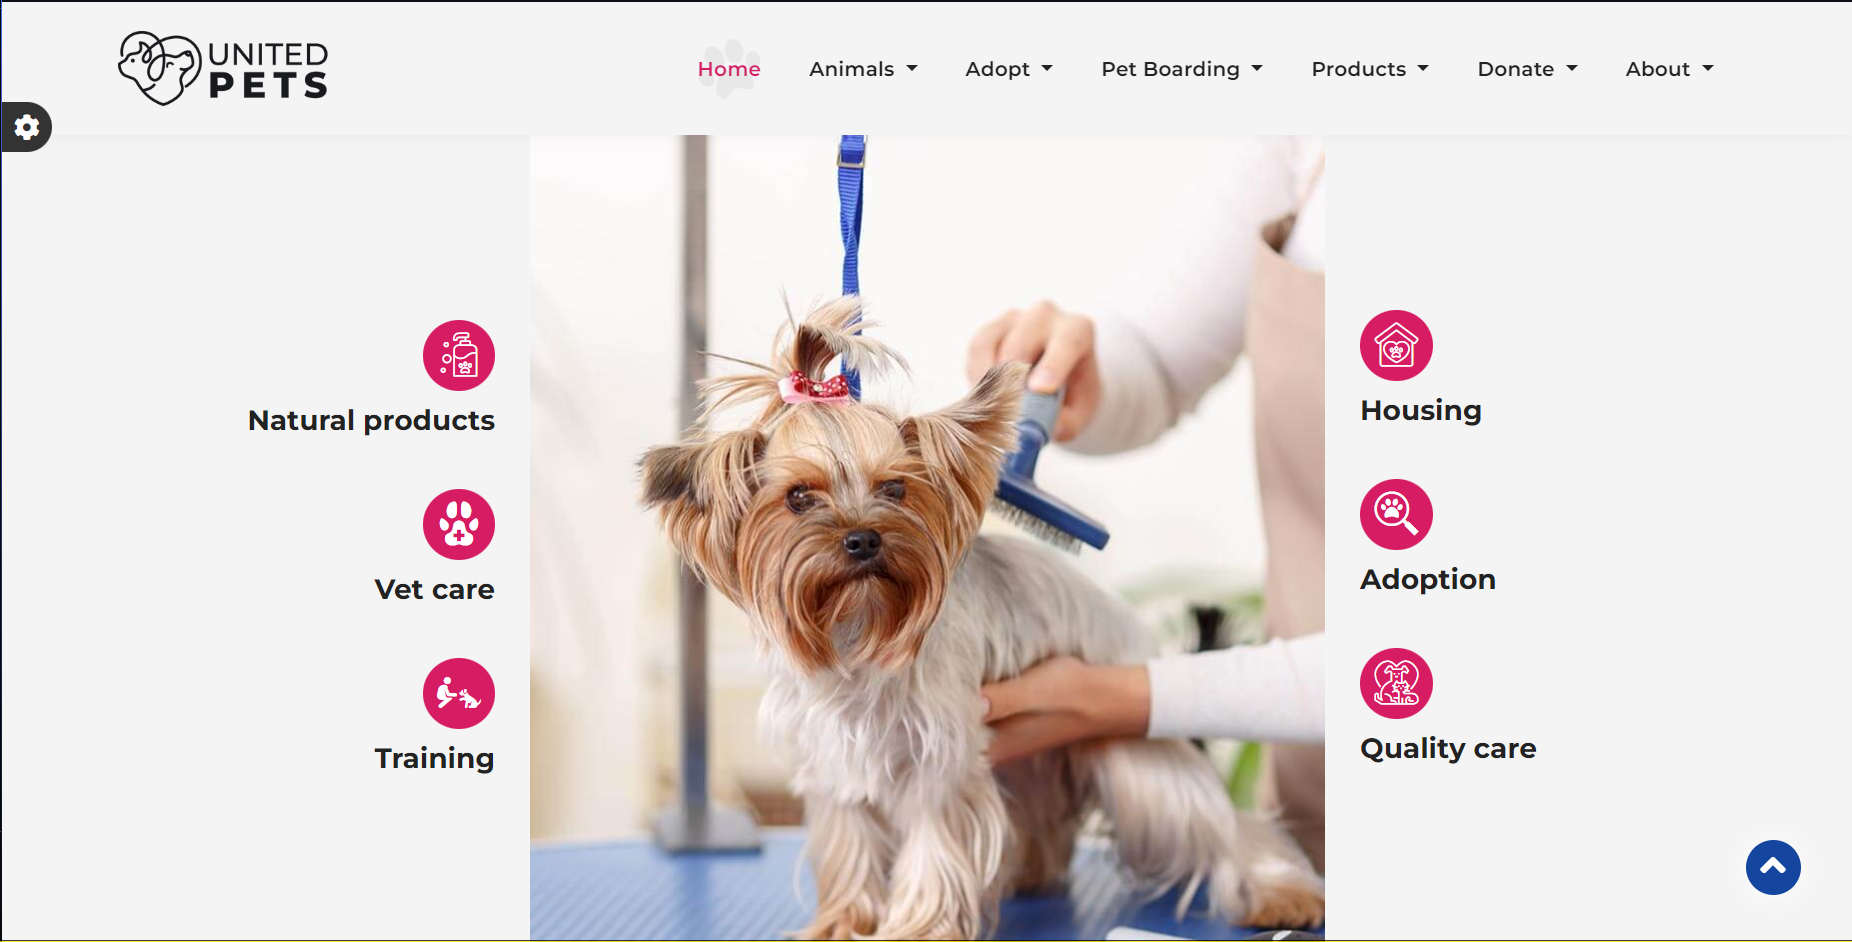 UNITED
PETS
Home Animals Adopt Pet Boarding Products Donate About
Natural products
Vet care
Training
Housing
Adoption
Quality care